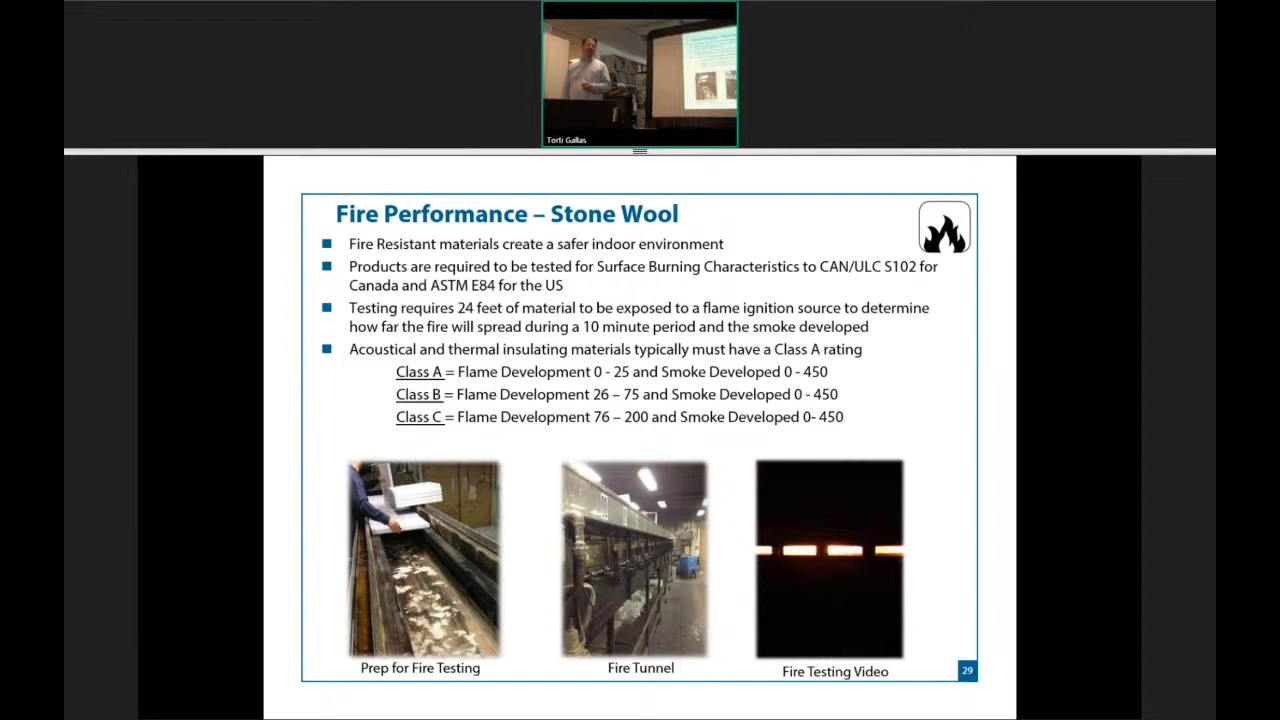 Torti Gallas
Fire Performance – Stone Wool
Fire Resistant materials create a safer indoor environment
Products are required to be tested for Surface Burning Characteristics to CAN/ULC S102 for
Canada and ASTM E84 for the US
Testing requires 24 feet of material to be exposed to a flame ignition source to determine
how far the fire will spread during a 10 minute period and the smoke developed
Acoustical and thermal insulating materials typically must have a Class A rating
Class A = Flame Development 0 - 25 and Smoke Developed 0 - 450
Class B = Flame Development 26 – 75 and Smoke Developed 0 - 450
Class C = Flame Development 76 – 200 and Smoke Developed 0- 450
Prep for Fire Testing
Fire Tunnel
Fire Testing Video
29